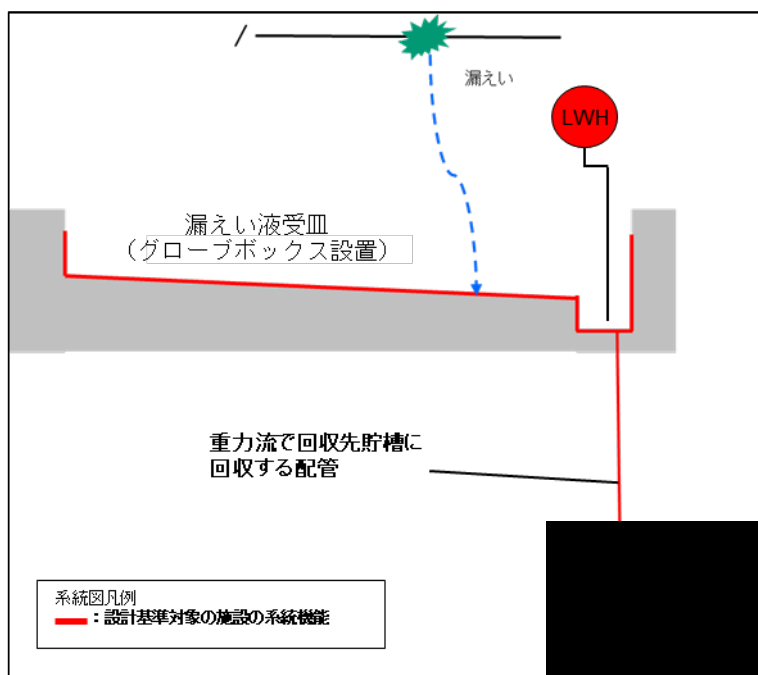 漏えい
LWH
漏えい液受皿
（グローブボックス設置）
重力流で回収先貯槽に
回収する配管
系統図凡例
：設計基準対象の施設の系統機能